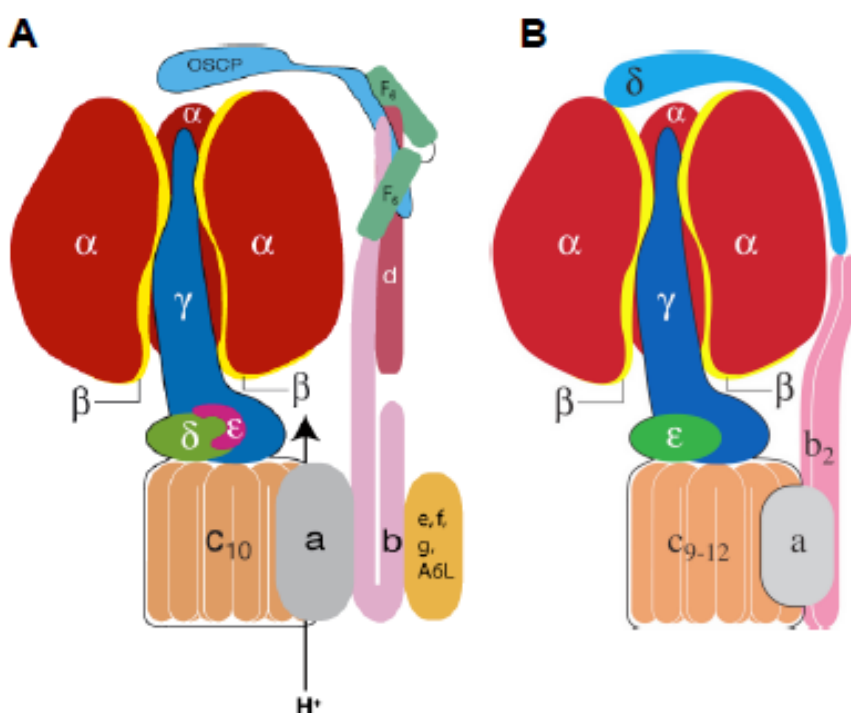 A
OSCP
F₆
α
α
α
F₆
d
γ
β
β
δ
ε
c₁₀
a
b
e, f,
g,
A6L
H⁺
B
δ
α
α
α
γ
β
β
ε
b₂
c₉₋₁₂
a